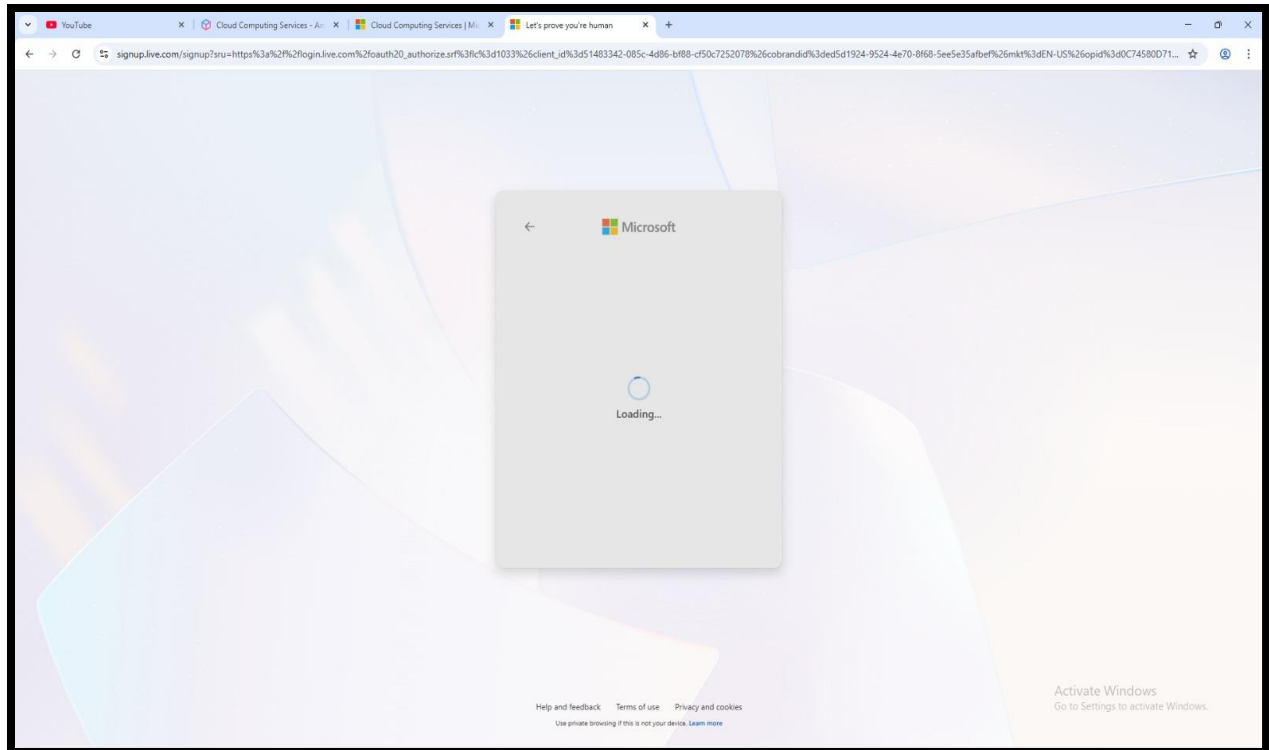 YouTube
Cloud Computing Services - Am
Cloud Computing Services | Mic
Let's prove you're human
signup.live.com/signup?sru=https%3a%2f%2flogin.live.com%2foauth20_authorize.srf%3flc%3d1033%26client_id%3d51483342-085c-4d86-bf88-cf50c7252078%26cobrandid%3ded5d1924-9524-4e70-8f68-5ee5e35afbef%26mkt%3dEN-US%26opid%3d0C74580D71...
Microsoft
Loading...
Activate Windows
Go to Settings to activate Windows.
Help and feedback Terms of use Privacy and cookies
Use private browsing if this is not your device. Learn more